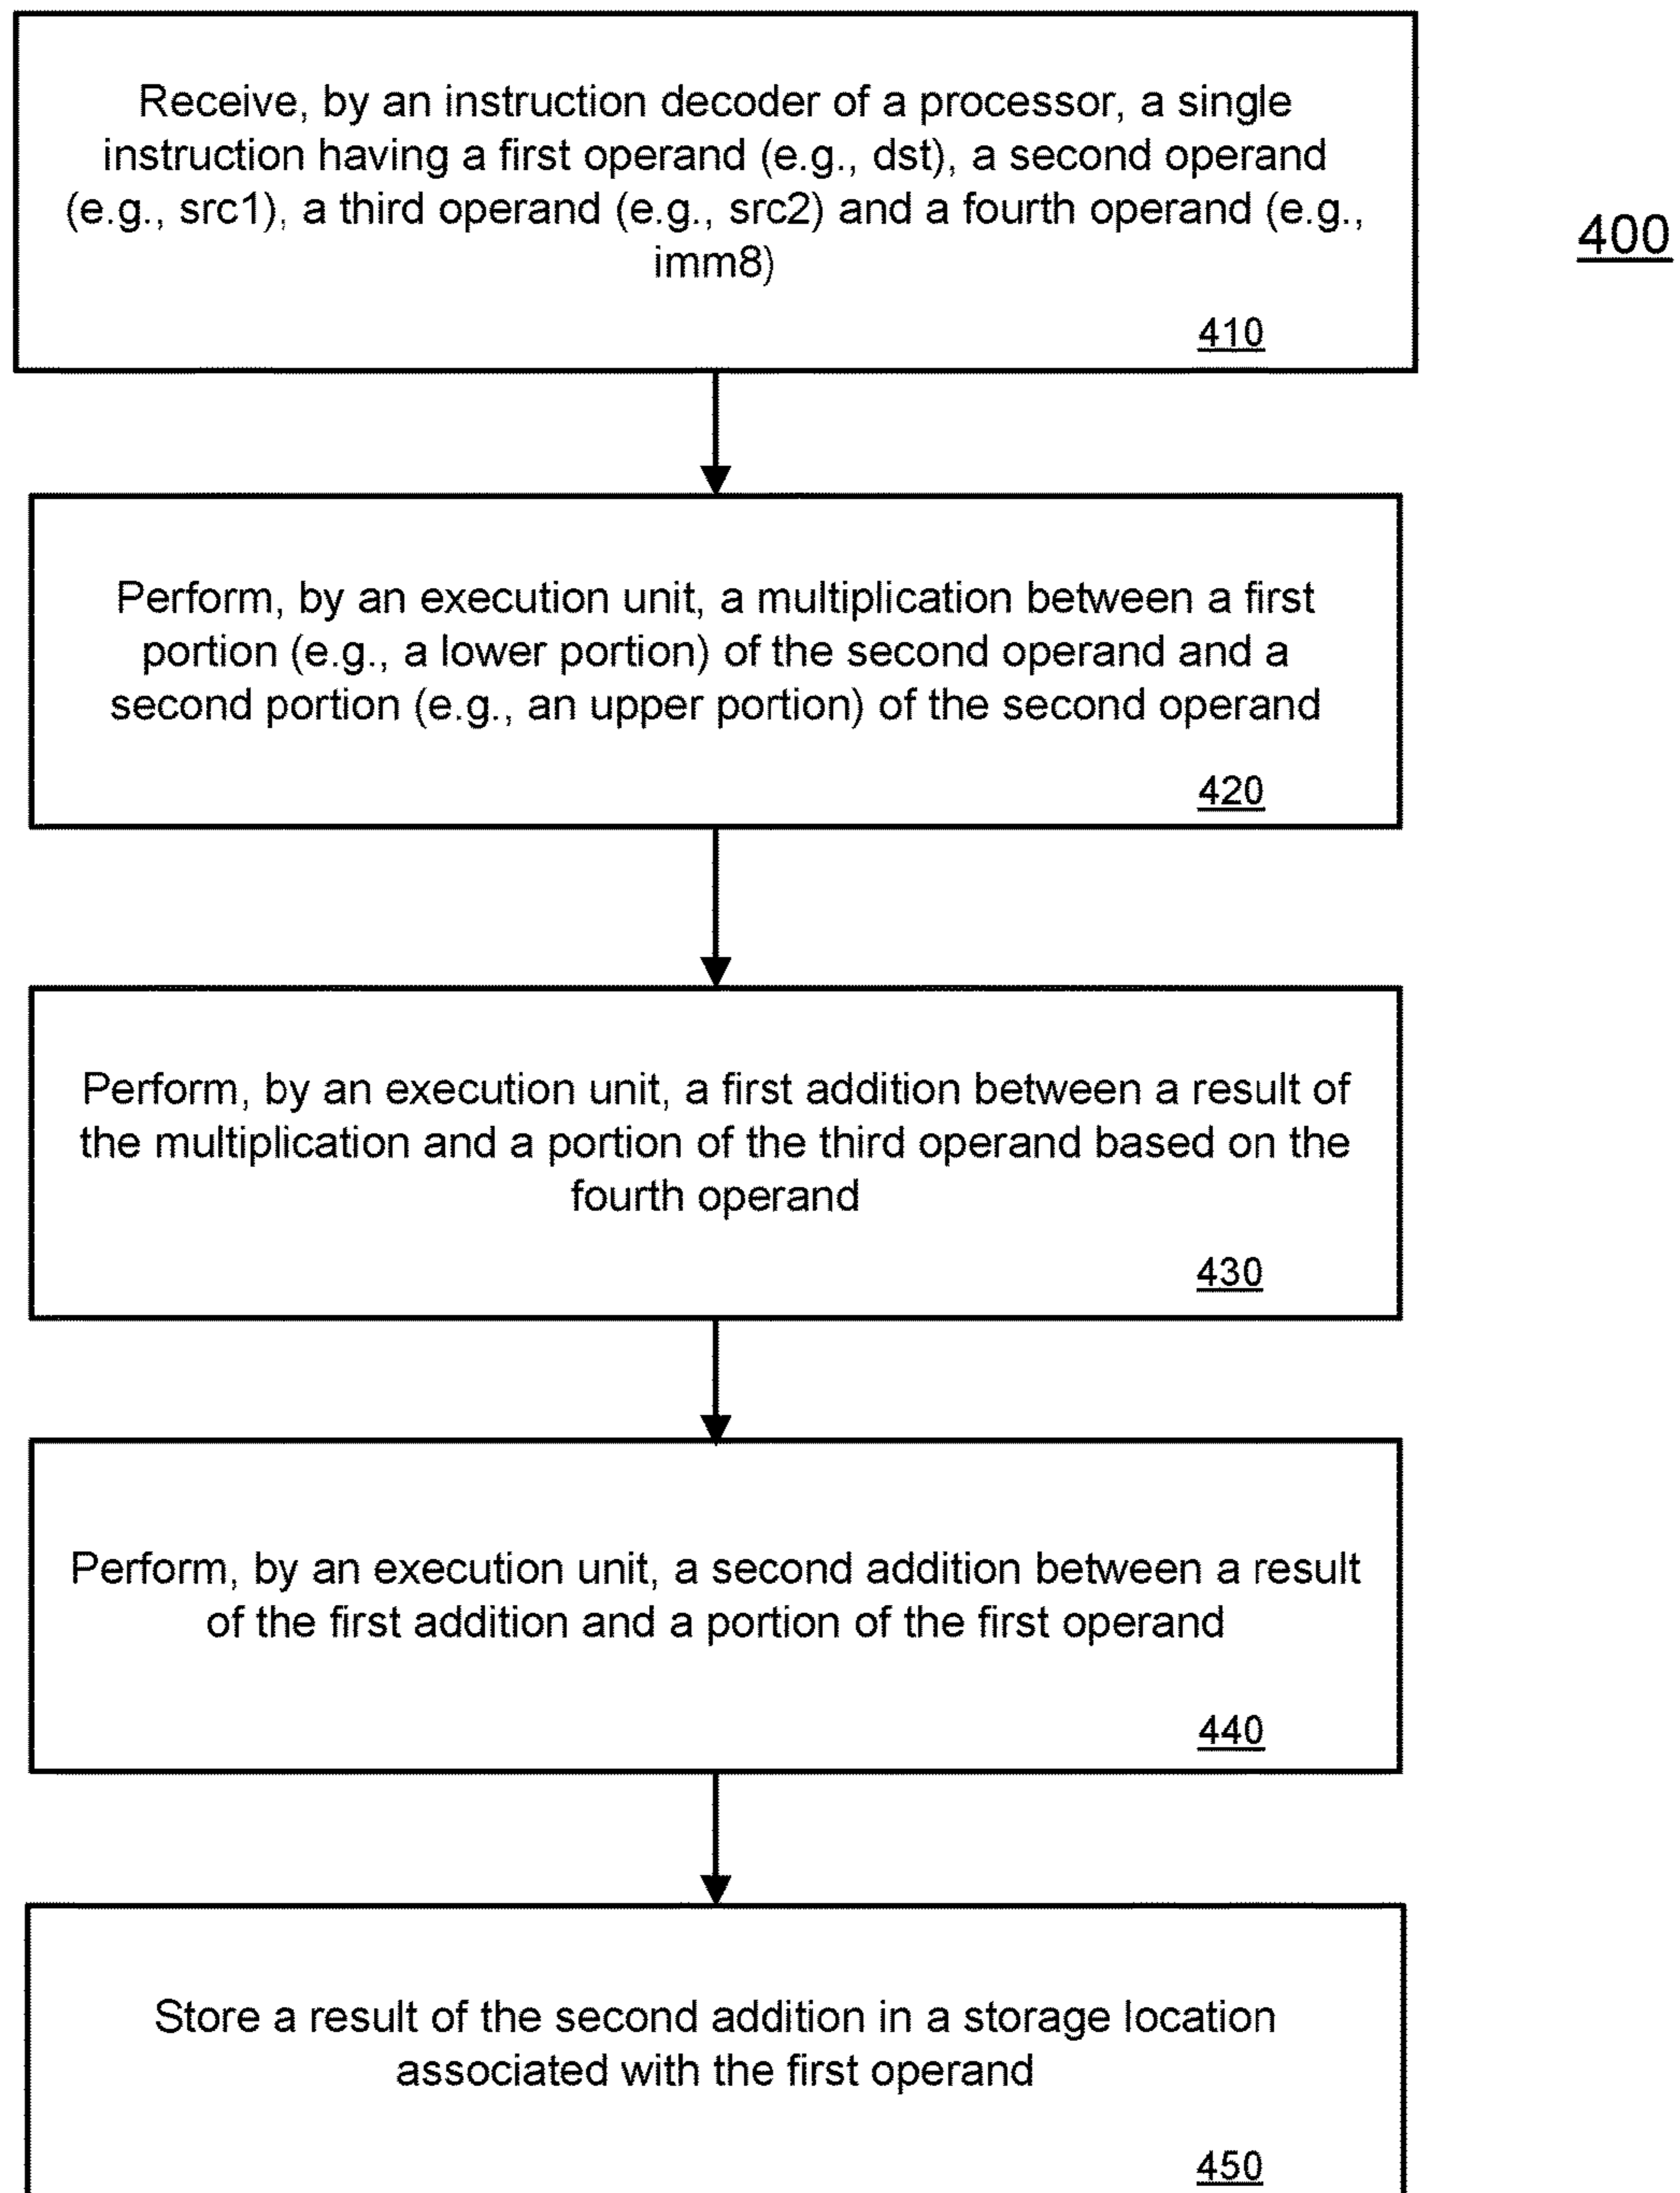 Receive, by an instruction decoder of a processor, a single
instruction having a first operand (e.g., dst), a second operand
(e.g., src1), a third operand (e.g., src2) and a fourth operand (e.g.,
imm8)
410
400
Perform, by an execution unit, a multiplication between a first
portion (e.g., a lower portion) of the second operand and a
second portion (e.g., an upper portion) of the second operand
420
Perform, by an execution unit, a first addition between a result of
the multiplication and a portion of the third operand based on the
fourth operand
430
Perform, by an execution unit, a second addition between a result
of the first addition and a portion of the first operand
440
Store a result of the second addition in a storage location
associated with the first operand
450